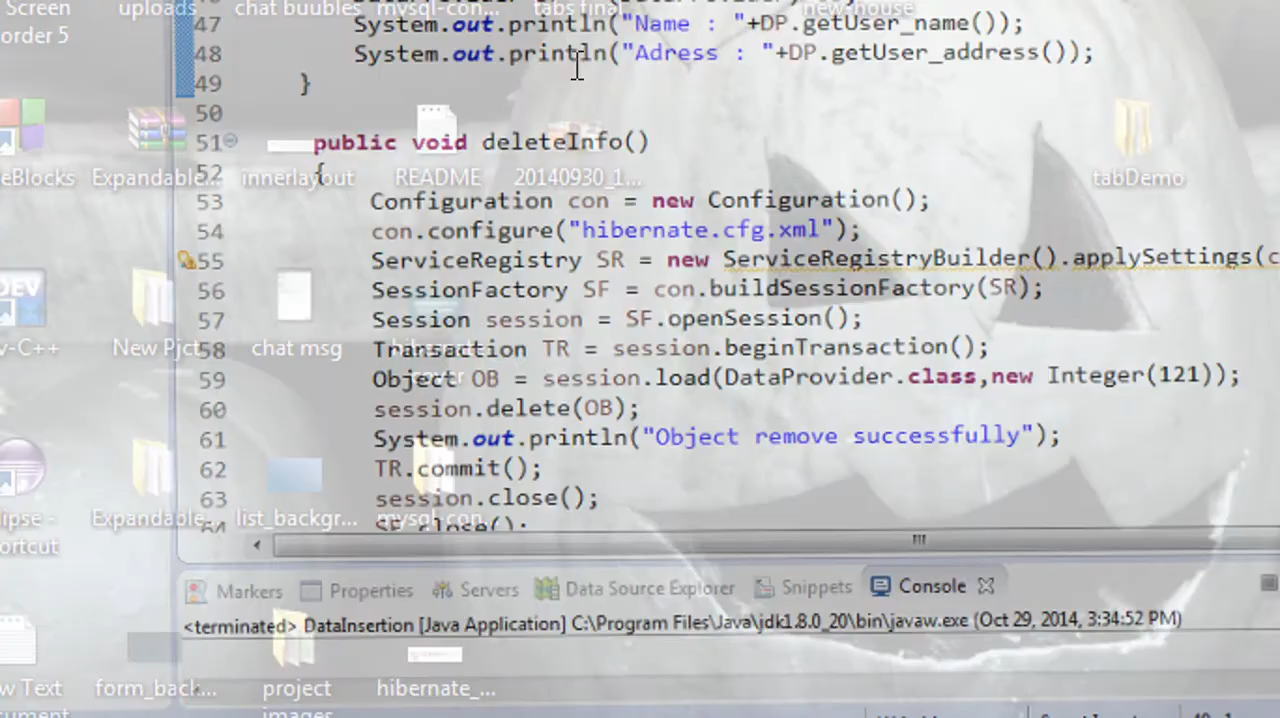 Screen
uploads
chat buubles
mysql-con...
tabs final
new-house
order 5
47 System.out.println("Name : "+DP.getUser_name());
48 System.out.println("Adress : "+DP.getUser_address());
49 }
50
51 public void deleteInfo()
52 {
eBlocks
Expandable...
innerlayout
README
20140930_1...
tabDemo
53 Configuration con = new Configuration();
54 con.configure("hibernate.cfg.xml");
55 ServiceRegistry SR = new ServiceRegistryBuilder().applySettings(c
56 SessionFactory SF = con.buildSessionFactory(SR);
57 Session session = SF.openSession();
58 Transaction TR = session.beginTransaction();
v-C++
New Pjct
chat msg
59 Object OB = session.load(DataProvider.class,new Integer(121));
60 session.delete(OB);
61 System.out.println("Object remove successfully");
62 TR.commit();
63 session.close();
64 SF.close();
lipse -
ortcut
Expandable
list_backgr...
mysql-con...
Markers Properties Servers Data Source Explorer Snippets Console
<terminated> DataInsertion [Java Application] C:\Program Files\Java\jdk1.8.0_20\bin\javaw.exe (Oct 29, 2014, 3:34:52 PM)
w Text
cument
form_back...
project
images
hibernate_...